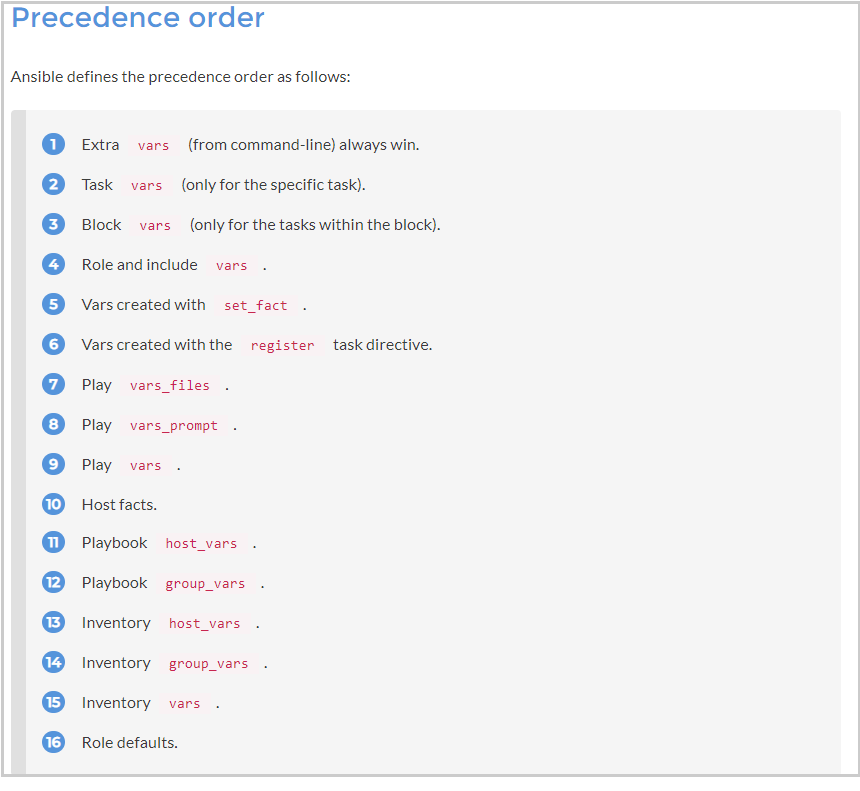 Precedence order
Ansible defines the precedence order as follows:
1 Extra vars (from command-line) always win.
2 Task vars (only for the specific task).
3 Block vars (only for the tasks within the block).
4 Role and include vars .
5 Vars created with set_fact .
6 Vars created with the register task directive.
7 Play vars_files .
8 Play vars_prompt .
9 Play vars .
10 Host facts.
11 Playbook host_vars .
12 Playbook group_vars .
13 Inventory host_vars .
14 Inventory group_vars .
15 Inventory vars .
16 Role defaults.